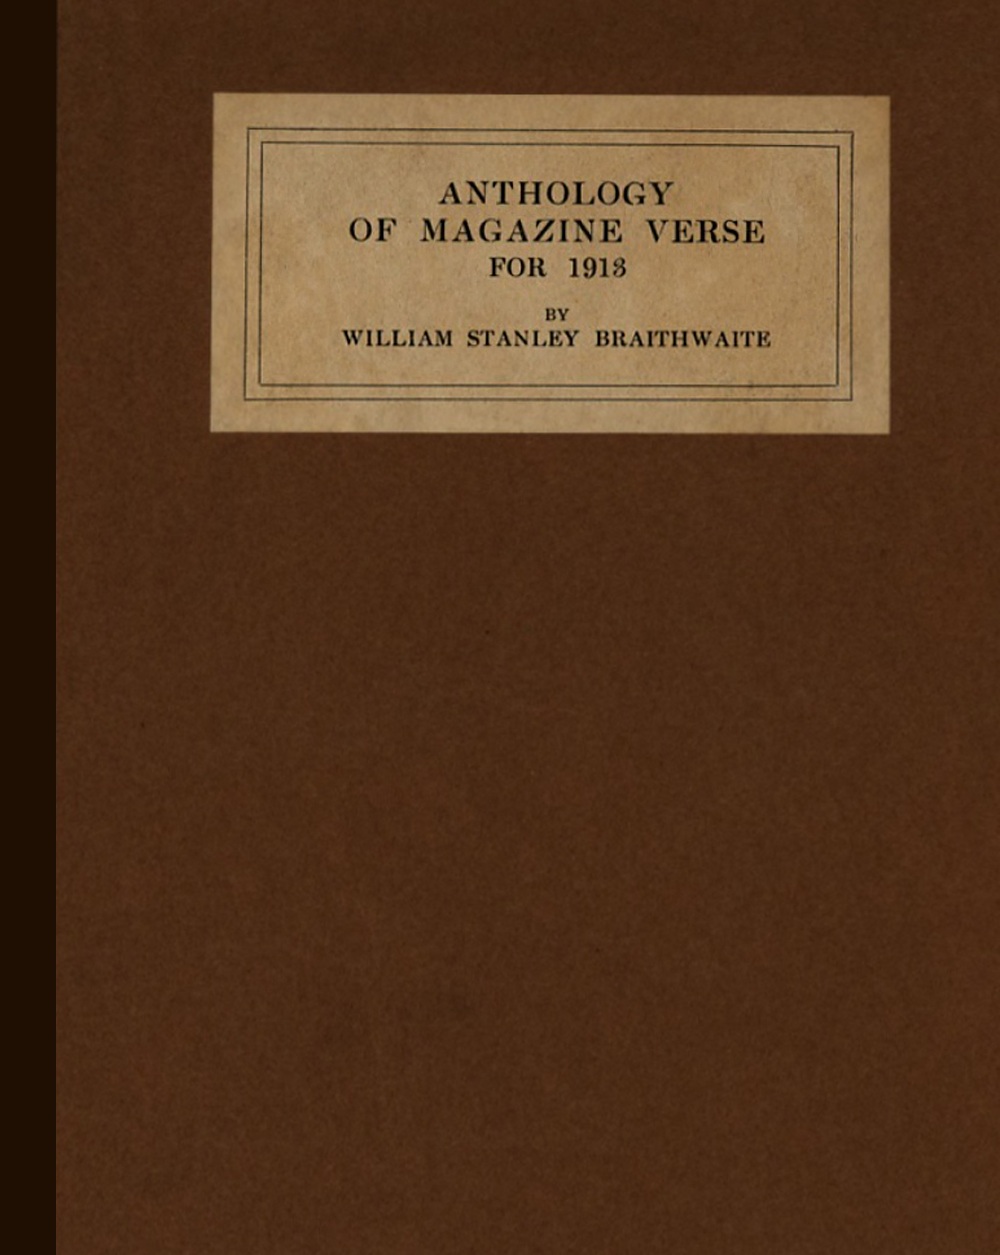 ANTHOLOGY
OF MAGAZINE VERSE
FOR 1913
BY
WILLIAM STANLEY BRAITHWAITE